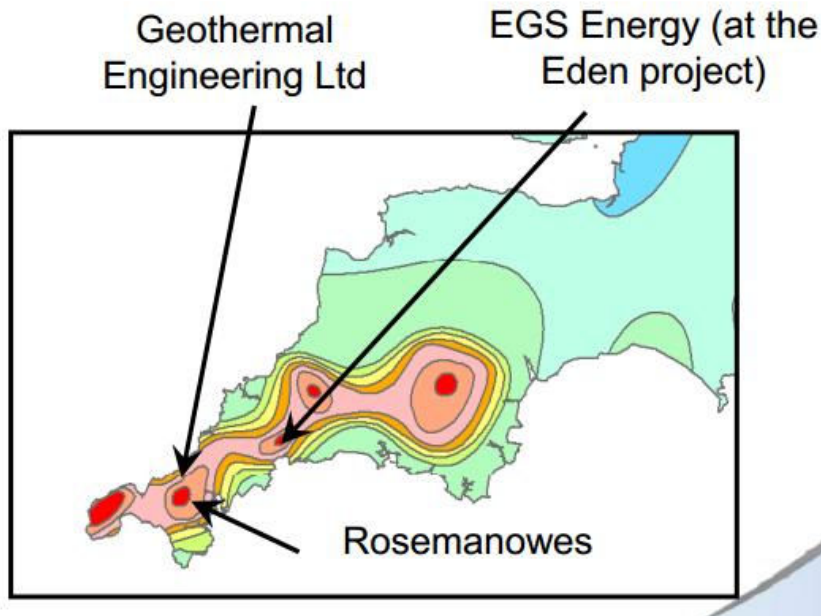 Geothermal
Engineering Ltd
EGS Energy (at the
Eden project)
Rosemanowes